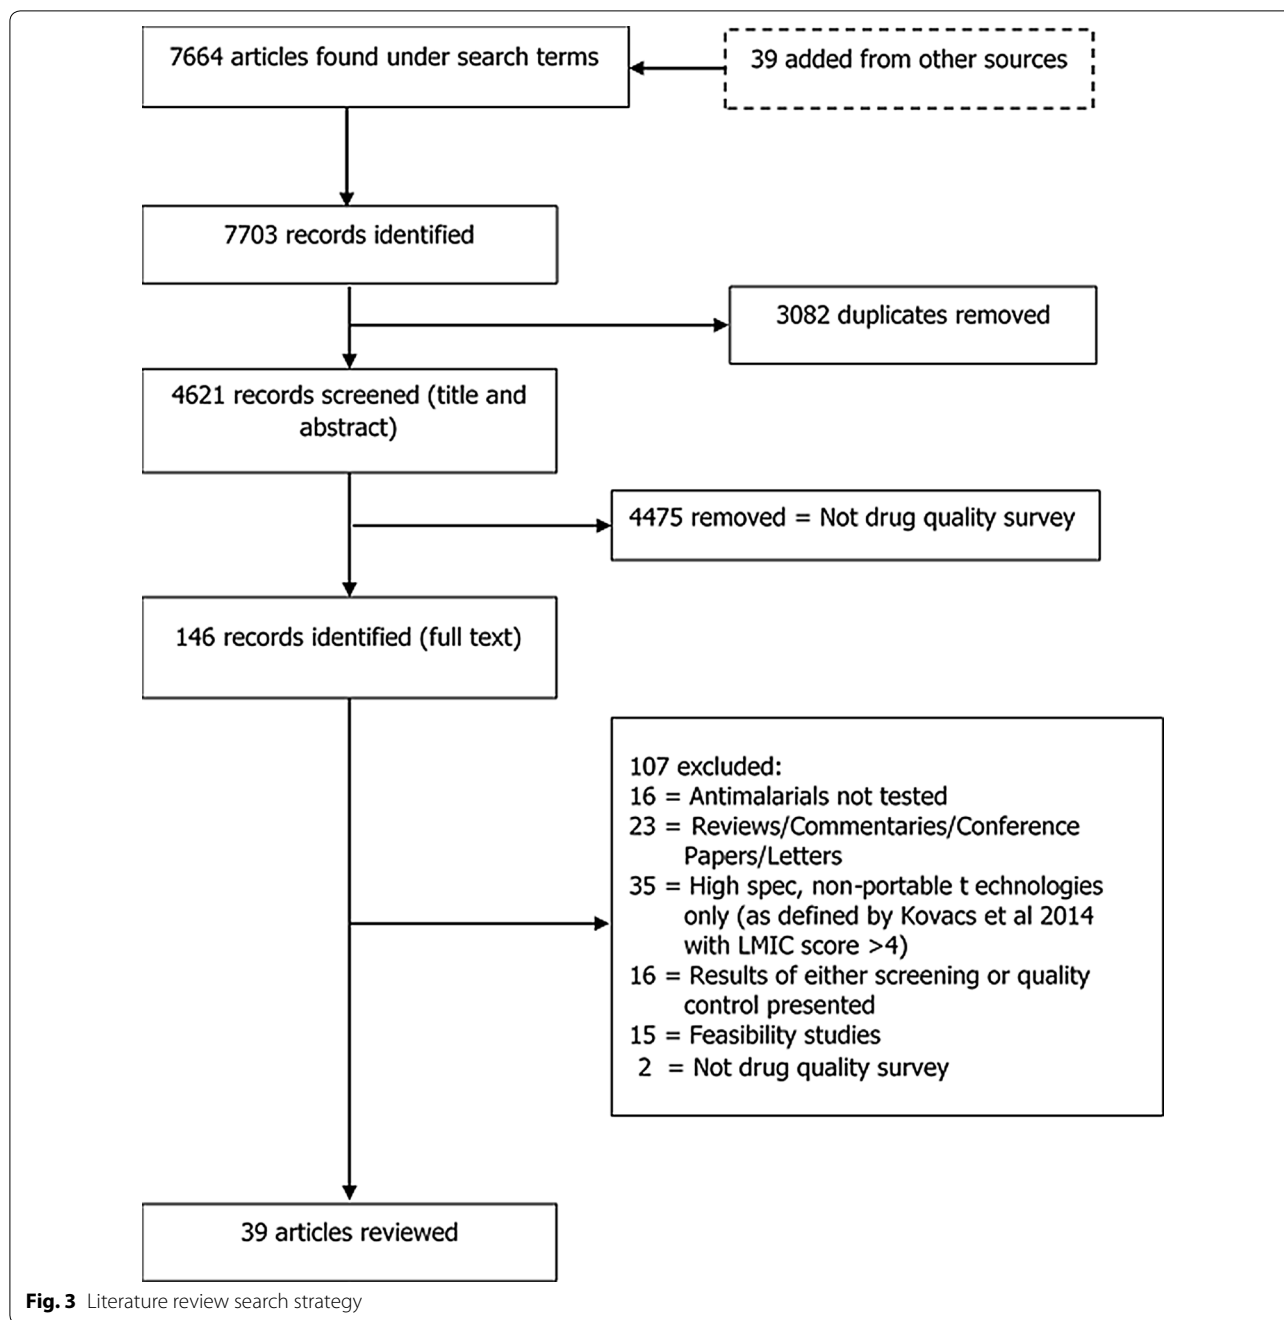 7664 articles found under search terms
39 added from other sources
7703 records identified
3082 duplicates removed
4621 records screened (title and
abstract)
4475 removed = Not drug quality survey
146 records identified (full text)
107 excluded:
16 = Antimalarials not tested
23 = Reviews/Commentaries/Conference
Papers/Letters
35 = High spec, non-portable t echnologies
only (as defined by Kovacs et al 2014
with LMIC score >4)
16 = Results of either screening or quality
control presented
15 = Feasibility studies
2 = Not drug quality survey
39 articles reviewed
Fig. 3 Literature review search strategy